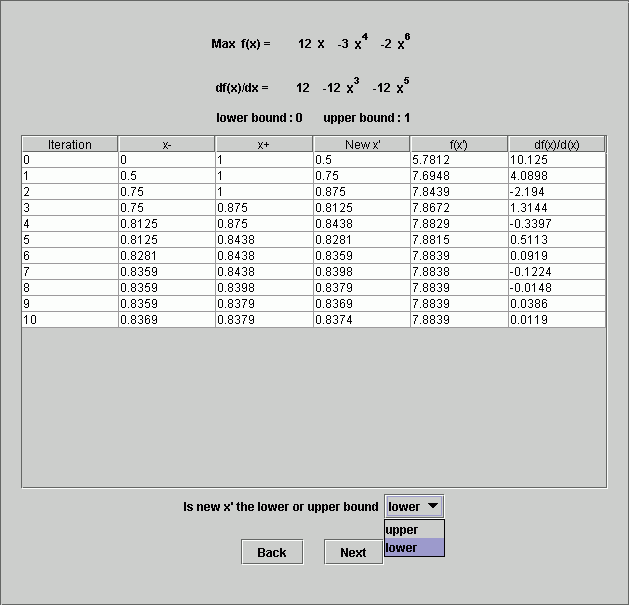 Max f(x) = 12 x -3 x^4 -2 x^6
df(x)/dx = 12 -12 x^3 -12 x^5
lower bound : 0 upper bound : 1
Iteration x- x+ New x' f(x') df(x)/d(x)
0 0 1 0.5 5.7812 10.125
1 0.5 1 0.75 7.6948 4.0898
2 0.75 1 0.875 7.8439 -2.194
3 0.75 0.875 0.8125 7.8672 1.3144
4 0.8125 0.875 0.8438 7.8829 -0.3397
5 0.8125 0.8438 0.8281 7.8815 0.5113
6 0.8281 0.8438 0.8359 7.8839 0.0919
7 0.8359 0.8438 0.8398 7.8838 -0.1224
8 0.8359 0.8398 0.8379 7.8839 -0.0148
9 0.8359 0.8379 0.8369 7.8839 0.0386
10 0.8369 0.8379 0.8374 7.8839 0.0119
Is new x' the lower or upper bound lower
upper
lower
Back Next